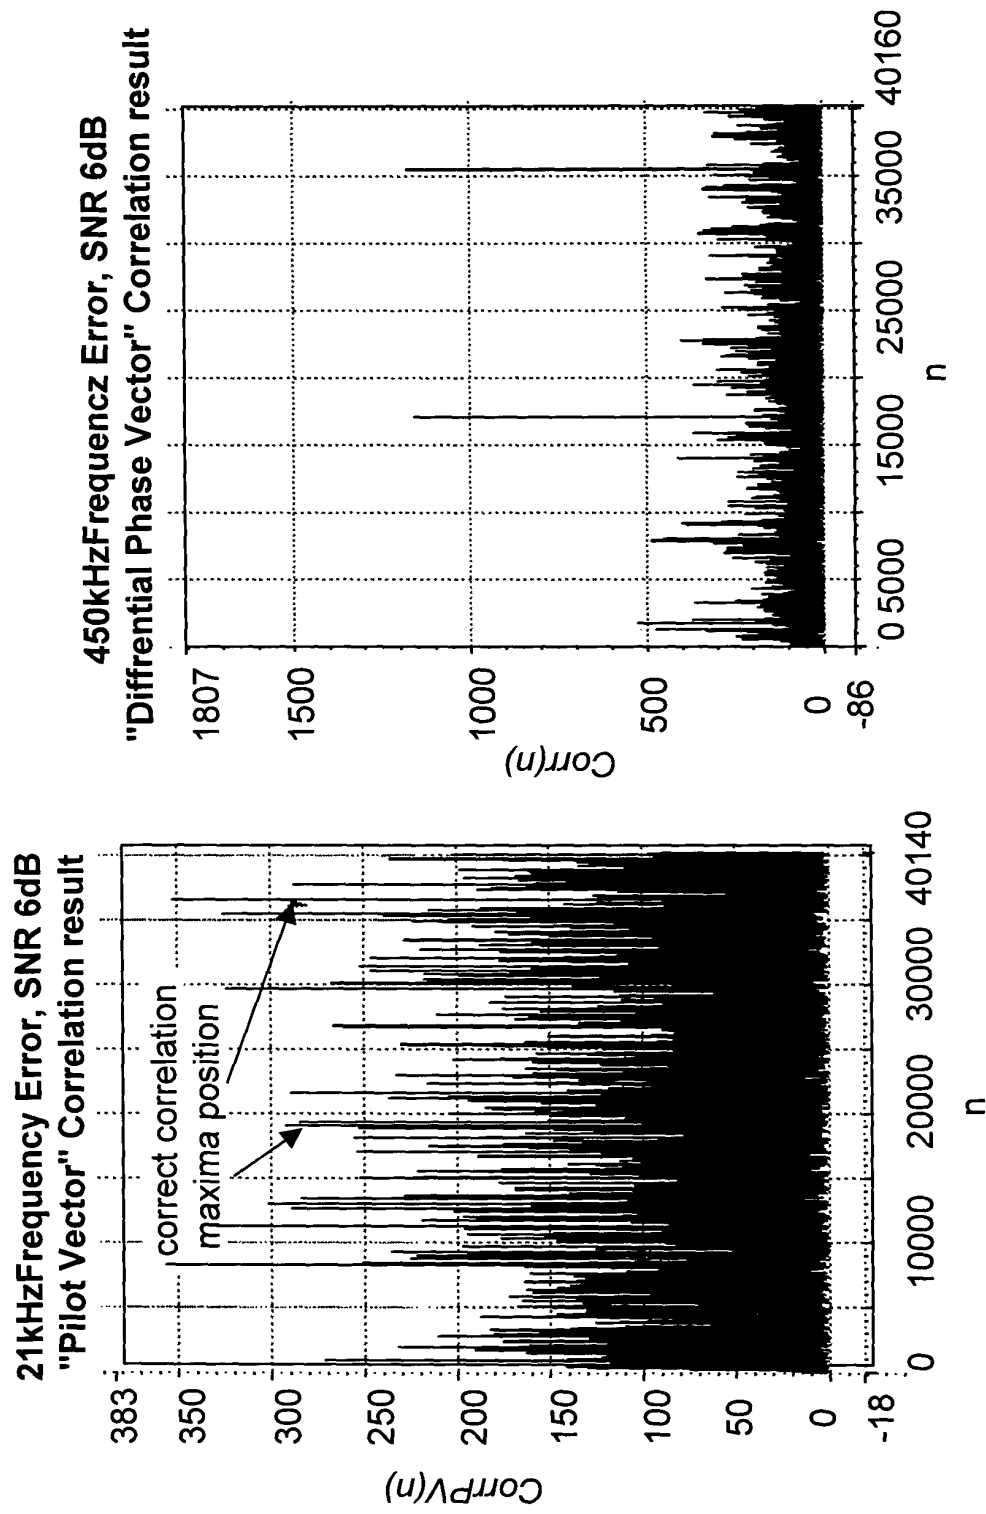 21kHzFrequency Error, SNR 6dB
"Pilot Vector" Correlation result
383
350
300
250
200
150
100
50
0
-18
CorrPV(n)
correct correlation
maxima position
0
10000
20000
30000
40140
n
450kHzFrequencz Error, SNR 6dB
"Diffrential Phase Vector" Correlation result
1807
1500
1000
500
0
-86
Corr(n)
0
5000
15000
25000
35000
40160
n